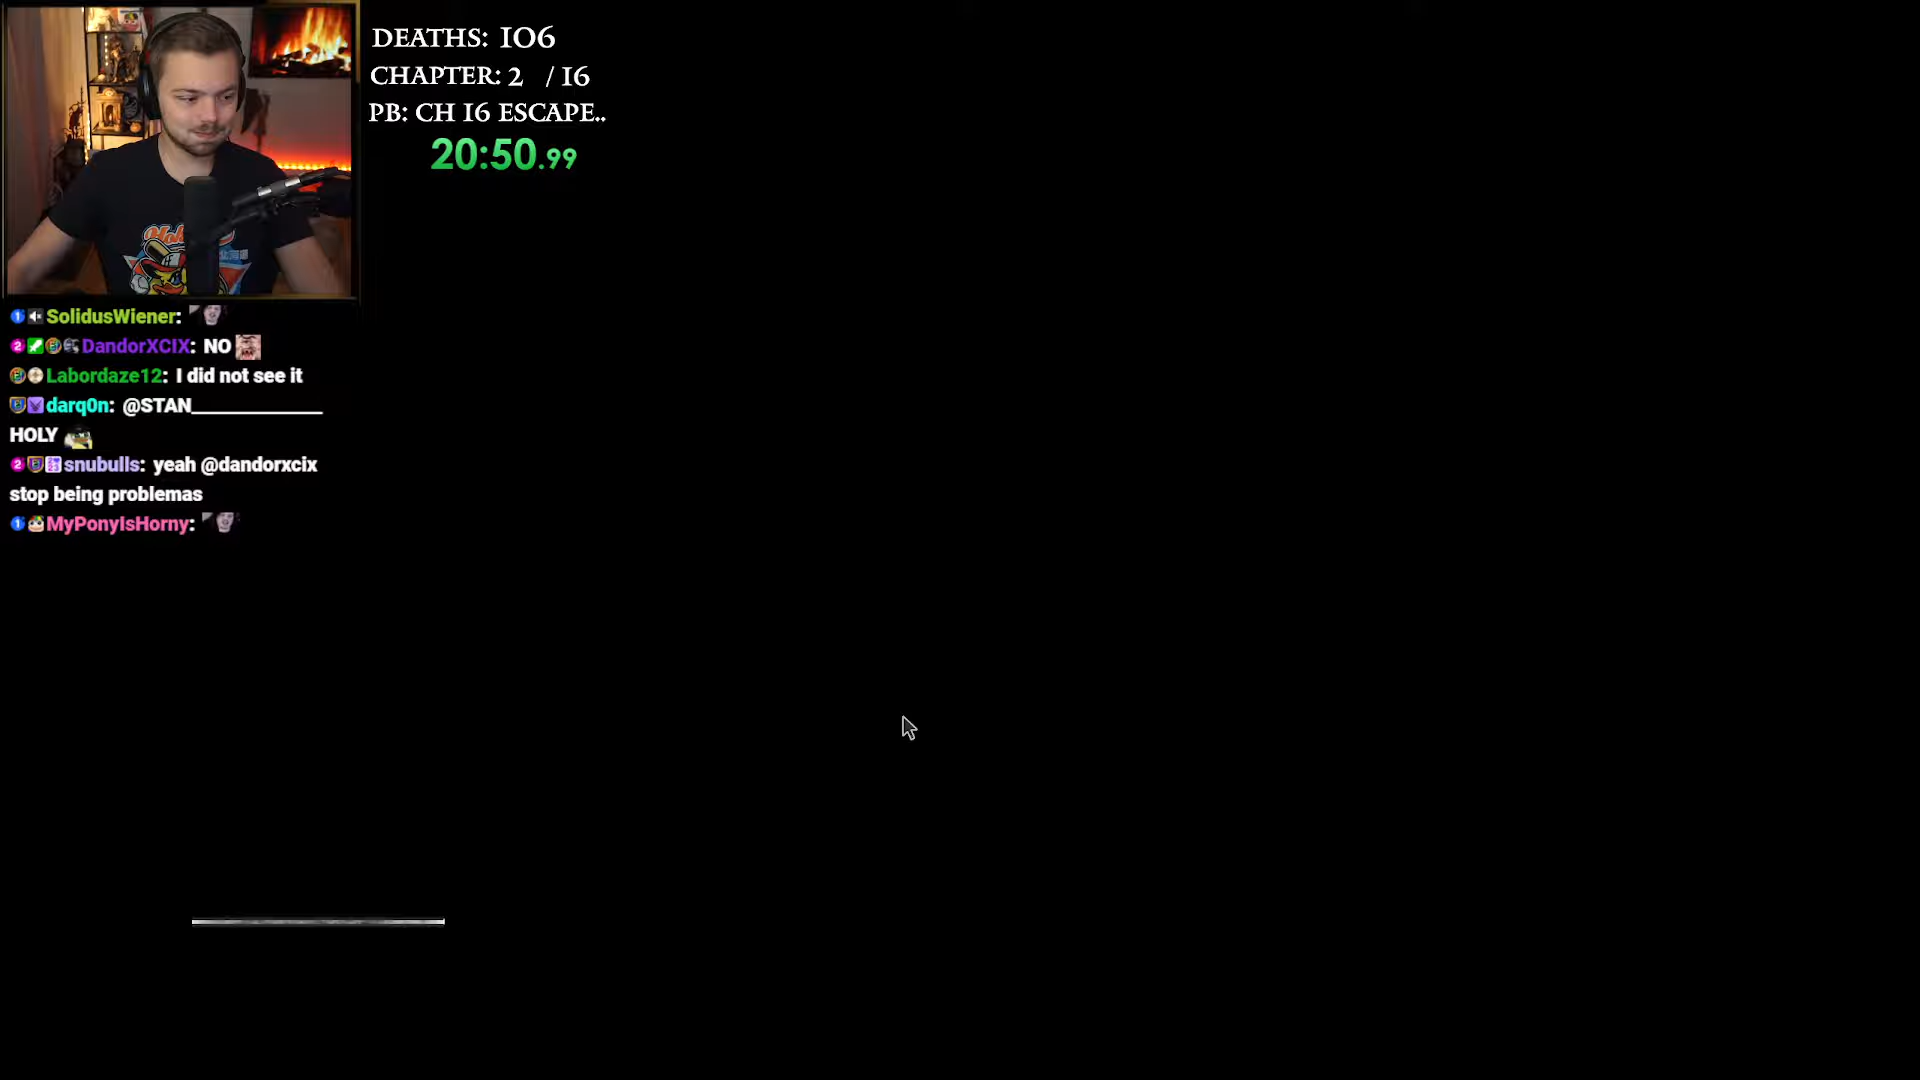 DEATHS: 106
CHAPTER: 2 / 16
PB: CH 16 ESCAPE..
20:50.99
SolidusWiener:
DandorXCIX: NO
Labordaze12: I did not see it
darq0n: @STAN_____________
HOLY
snubulls: yeah @dandorxcix
stop being problemas
MyPonyIsHorny: